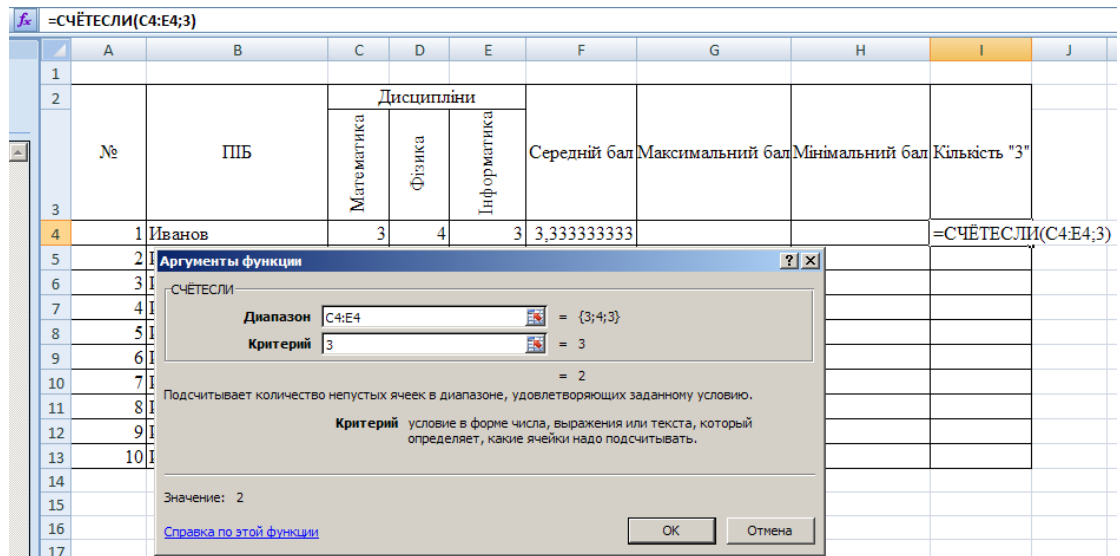 fx =СЧЁТЕСЛИ(C4:E4;3)
A B C D E F G H I J
1
2 Дисципліни
№ ПІБ Математика Фізика Інформатика Середній бал Максимальний бал Мінімальний бал Кількість "3"
3
4 1 Иванов 3 4 3 3,333333333 =СЧЁТЕСЛИ(C4:E4;3)
5 2
Аргументы функции
6 3
СЧЁТЕСЛИ
7 4
Диапазон C4:E4 = {3;4;3}
8 5
Критерий 3 = 3
9 6
10 7
= 2
Подсчитывает количество непустых ячеек в диапазоне, удовлетворяющих заданному условию.
11 8
12 9
Критерий условие в форме числа, выражения или текста, который
определяет, какие ячейки надо подсчитывать.
13 10
14
15
Значение: 2
16
Справка по этой функции OK Отмена
17